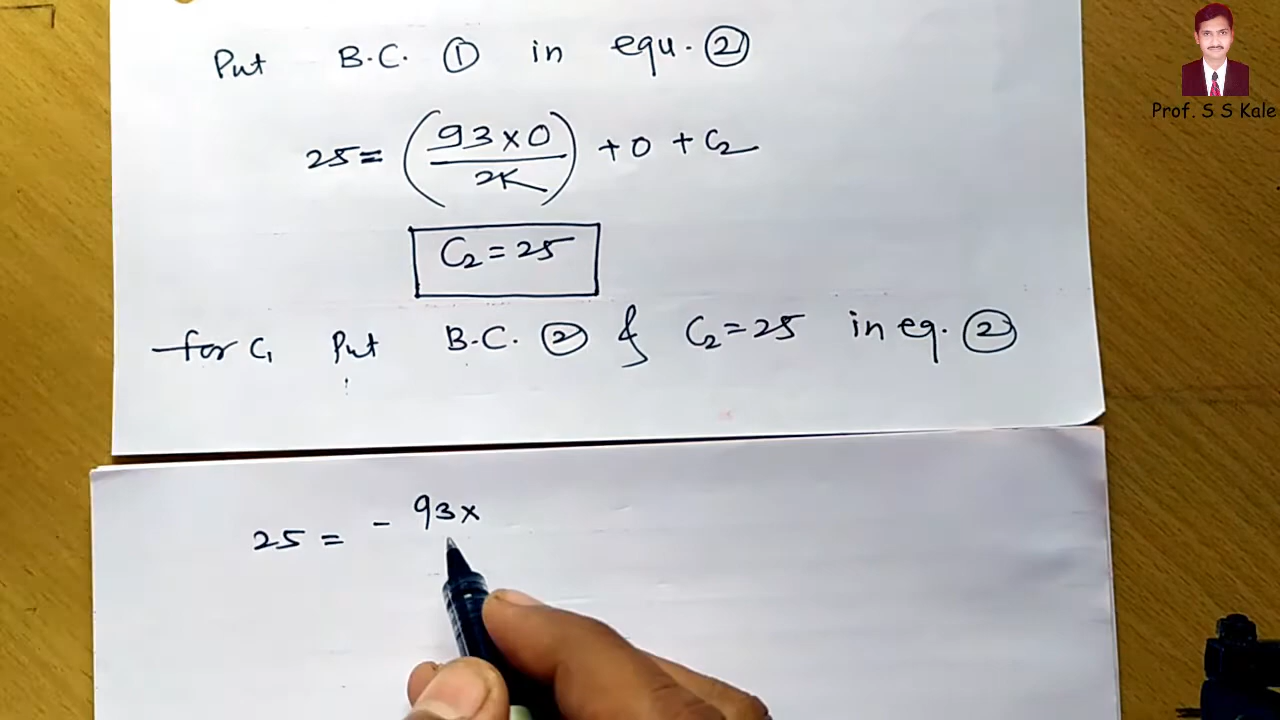 Put B.C. ① in equ. ②
25 = (93×0 / 2K) + 0 + C₂
C₂ = 25
for C₁ Put B.C. ② & C₂ = 25 in eq. ②
25 = - 93×
Prof. S S Kale